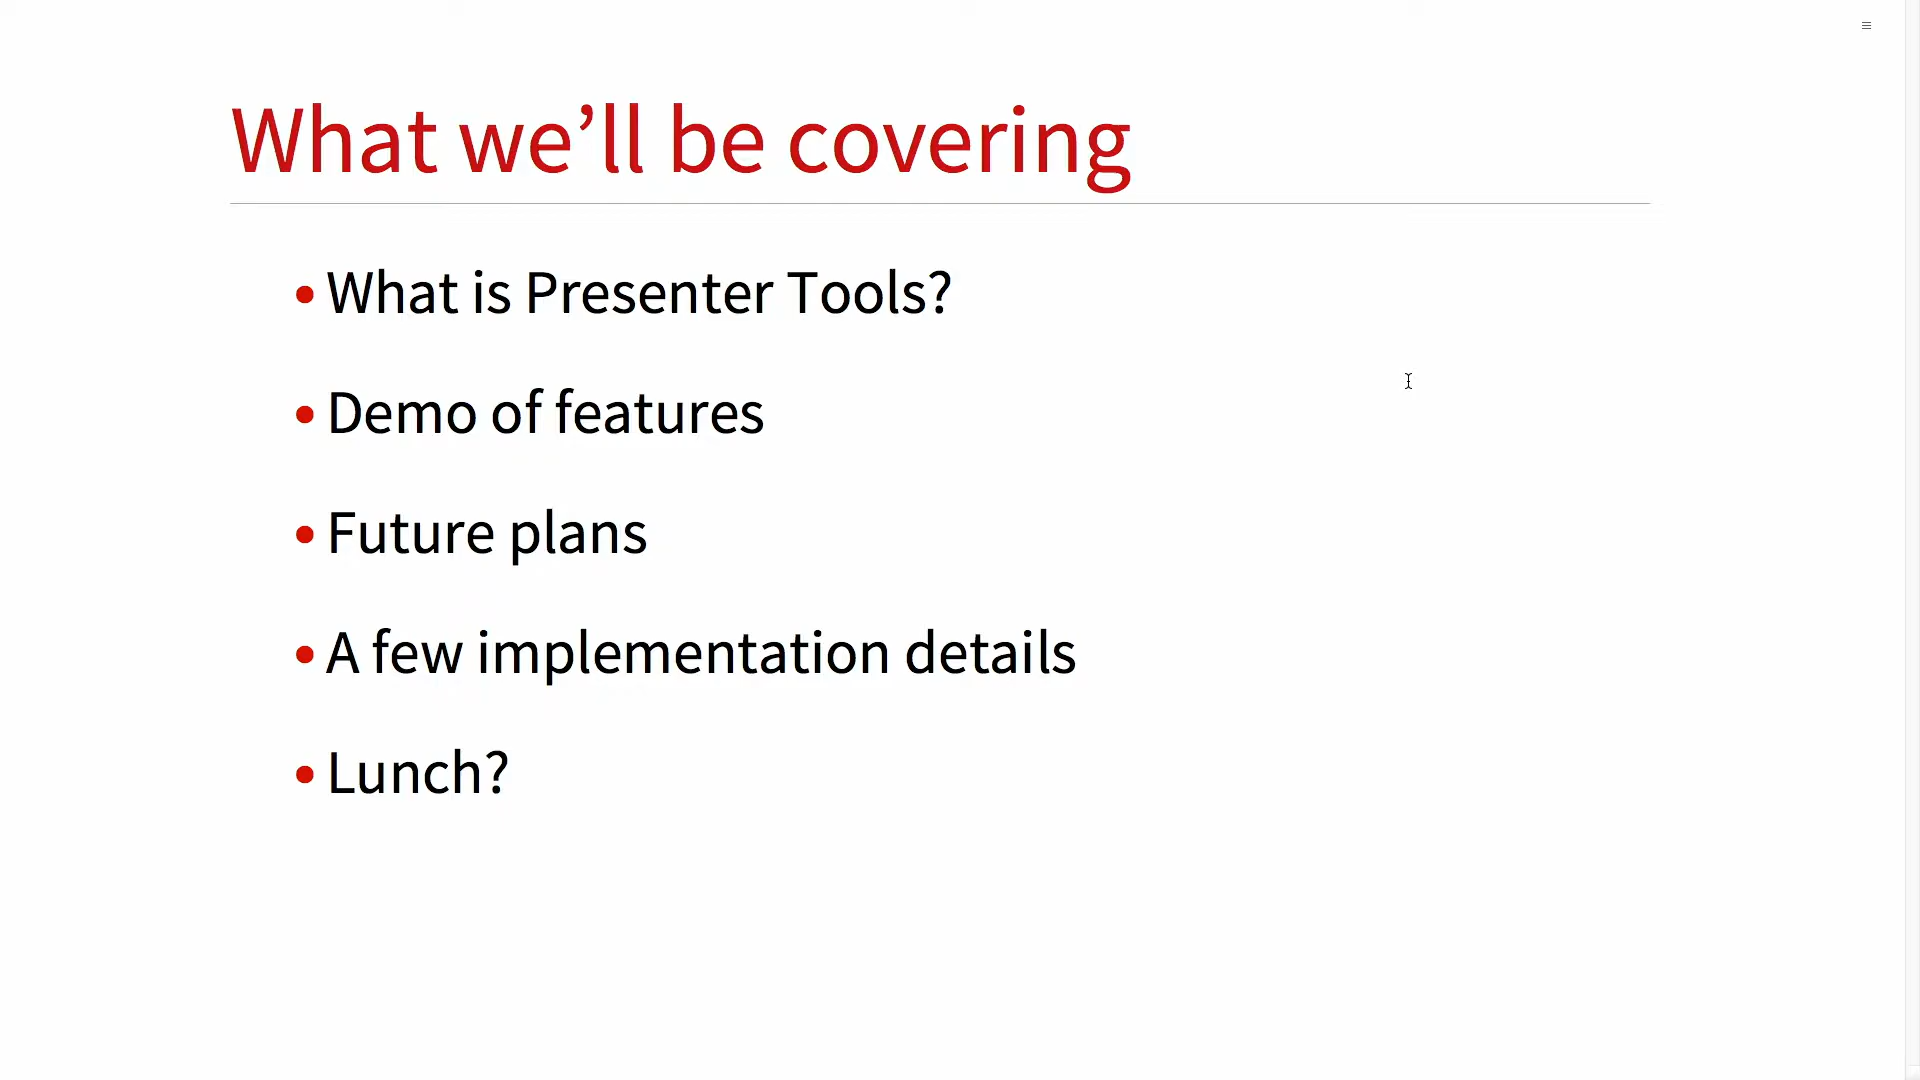 What we’ll be covering
• What is Presenter Tools?
• Demo of features
• Future plans
• A few implementation details
• Lunch?